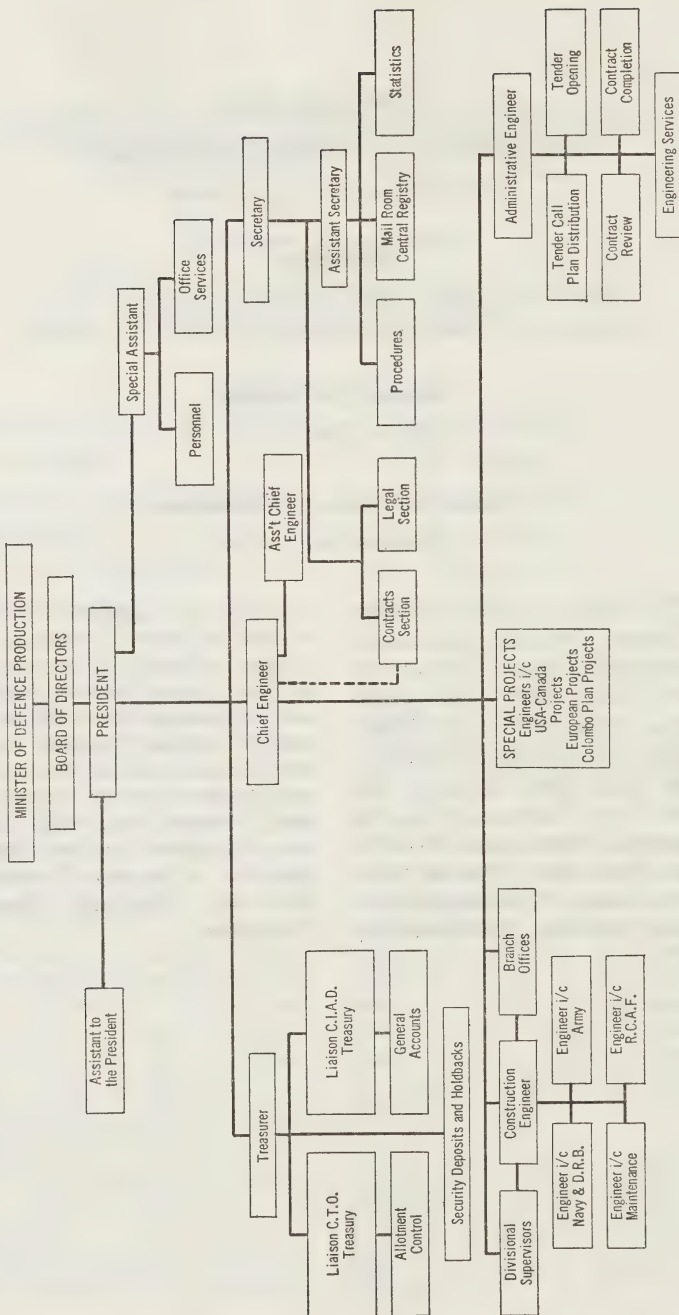 MINISTER OF DEFENCE PRODUCTION
BOARD OF DIRECTORS
PRESIDENT
Assistant to
the President
Special Assistant
Personnel
Office
Services
Treasurer
Chief Engineer
Ass't Chief
Engineer
Secretary
Liaison C.T.O.
Treasury
Liaison C.I.A.D.
Treasury
Allotment
Control
General
Accounts
Security Deposits and Holdbacks
Contracts
Section
Legal
Section
Assistant Secretary
Procedures
Mail Room
Central Registry
Statistics
Divisional
Supervisors
Construction
Engineer
Branch
Offices
Engineer i/c
Navy & D.R.B.
Engineer i/c
Army
Engineer i/c
Maintenance
Engineer i/c
R.C.A.F.
SPECIAL PROJECTS
Engineers i/c
USA-Canada
Projects
European Projects
Colombo Plan Projects
Administrative Engineer
Tender Call
Plan Distribution
Tender
Opening
Contract
Review
Contract
Completion
Engineering Services